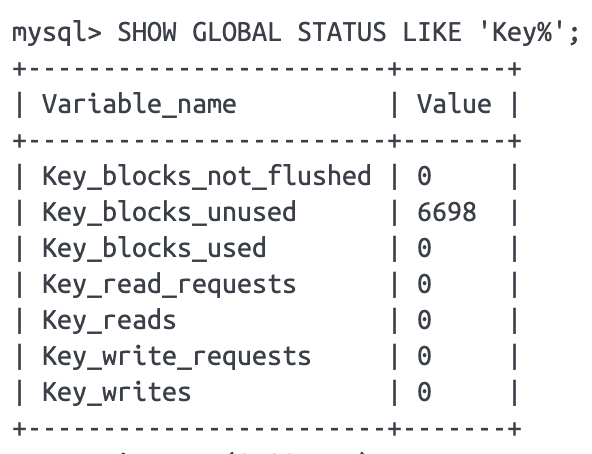 mysql> SHOW GLOBAL STATUS LIKE 'Key%';
+------------------------+-------+
| Variable_name          | Value |
+------------------------+-------+
| Key_blocks_not_flushed | 0     |
| Key_blocks_unused      | 6698  |
| Key_blocks_used        | 0     |
| Key_read_requests      | 0     |
| Key_reads              | 0     |
| Key_write_requests     | 0     |
| Key_writes             | 0     |
+------------------------+-------+